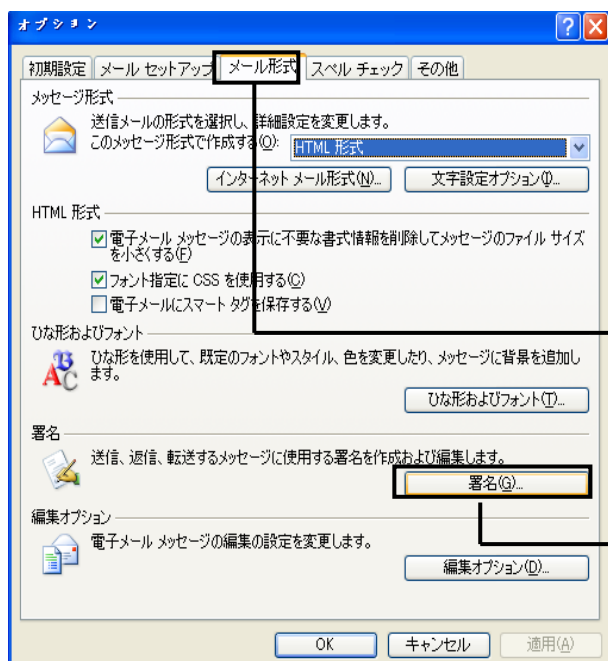 オプション
初期設定 メール セットアップ メール形式 スペル チェック その他
メッセージ形式
送信メールの形式を選択し、詳細設定を変更します。
このメッセージ形式で作成する(O): HTML 形式
インターネット メール形式(N)... 文字設定オプション(I)...
HTML 形式
電子メール メッセージの表示に不要な書式情報を削除してメッセージのファイル サイズ
を小さくする(F)
フォント指定に CSS を使用する(C)
電子メールにスマート タグを保存する(V)
ひな形およびフォント
ひな形を使用して、既定のフォントやスタイル、色を変更したり、メッセージに背景を追加し
ます。
ひな形およびフォント(T)...
署名
送信、返信、転送するメッセージに使用する署名を作成および編集します。
署名(G)...
編集オプション
電子メール メッセージの編集の設定を変更します。
編集オプション(D)...
OK キャンセル 適用(A)